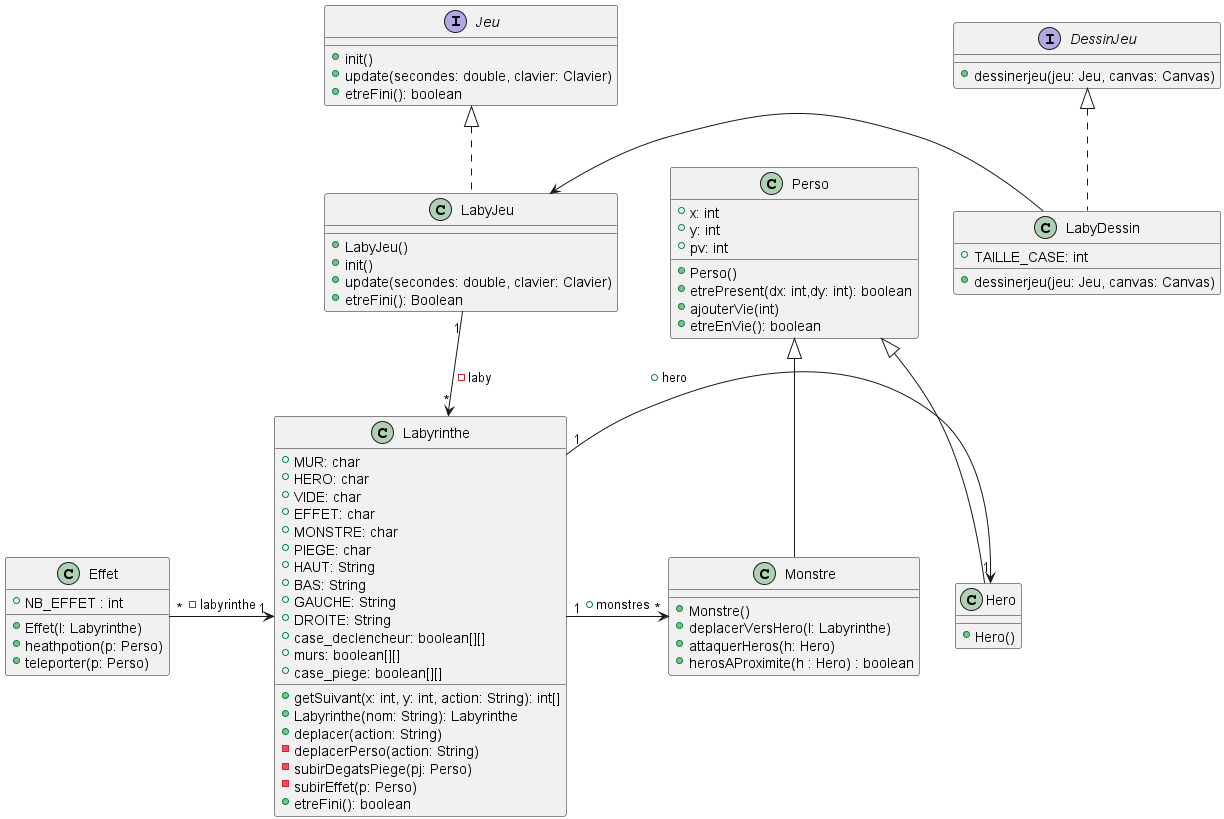 I Jeu
init()
update(secondes: double, clavier: Clavier)
etreFini(): boolean
I DessinJeu
dessinerjeu(jeu: Jeu, canvas: Canvas)
C LabyJeu
LabyJeu()
init()
update(secondes: double, clavier: Clavier)
etreFini(): Boolean
C Perso
x: int
y: int
pv: int
Perso()
etrePresent(dx: int,dy: int): boolean
ajouterVie(int)
etreEnVie(): boolean
C LabyDessin
TAILLE_CASE: int
dessinerjeu(jeu: Jeu, canvas: Canvas)
1
laby
*
hero
1
1
C Labyrinthe
MUR: char
HERO: char
VIDE: char
EFFET: char
MONSTRE: char
PIEGE: char
HAUT: String
BAS: String
GAUCHE: String
DROITE: String
case_declencheur: boolean[][]
murs: boolean[][]
case_piege: boolean[][]
getSuivant(x: int, y: int, action: String): int[]
Labyrinthe(nom: String): Labyrinthe
deplacer(action: String)
deplacerPerso(action: String)
subirDegatsPiege(pj: Perso)
subirEffet(p: Perso)
etreFini(): boolean
C Effet
NB_EFFET : int
Effet(l: Labyrinthe)
heathpotion(p: Perso)
teleporter(p: Perso)
* labyrinthe 1
1 monstres *
C Monstre
Monstre()
deplacerVersHero(l: Labyrinthe)
attaquerHeros(h: Hero)
herosAProximite(h : Hero) : boolean
C Hero
Hero()